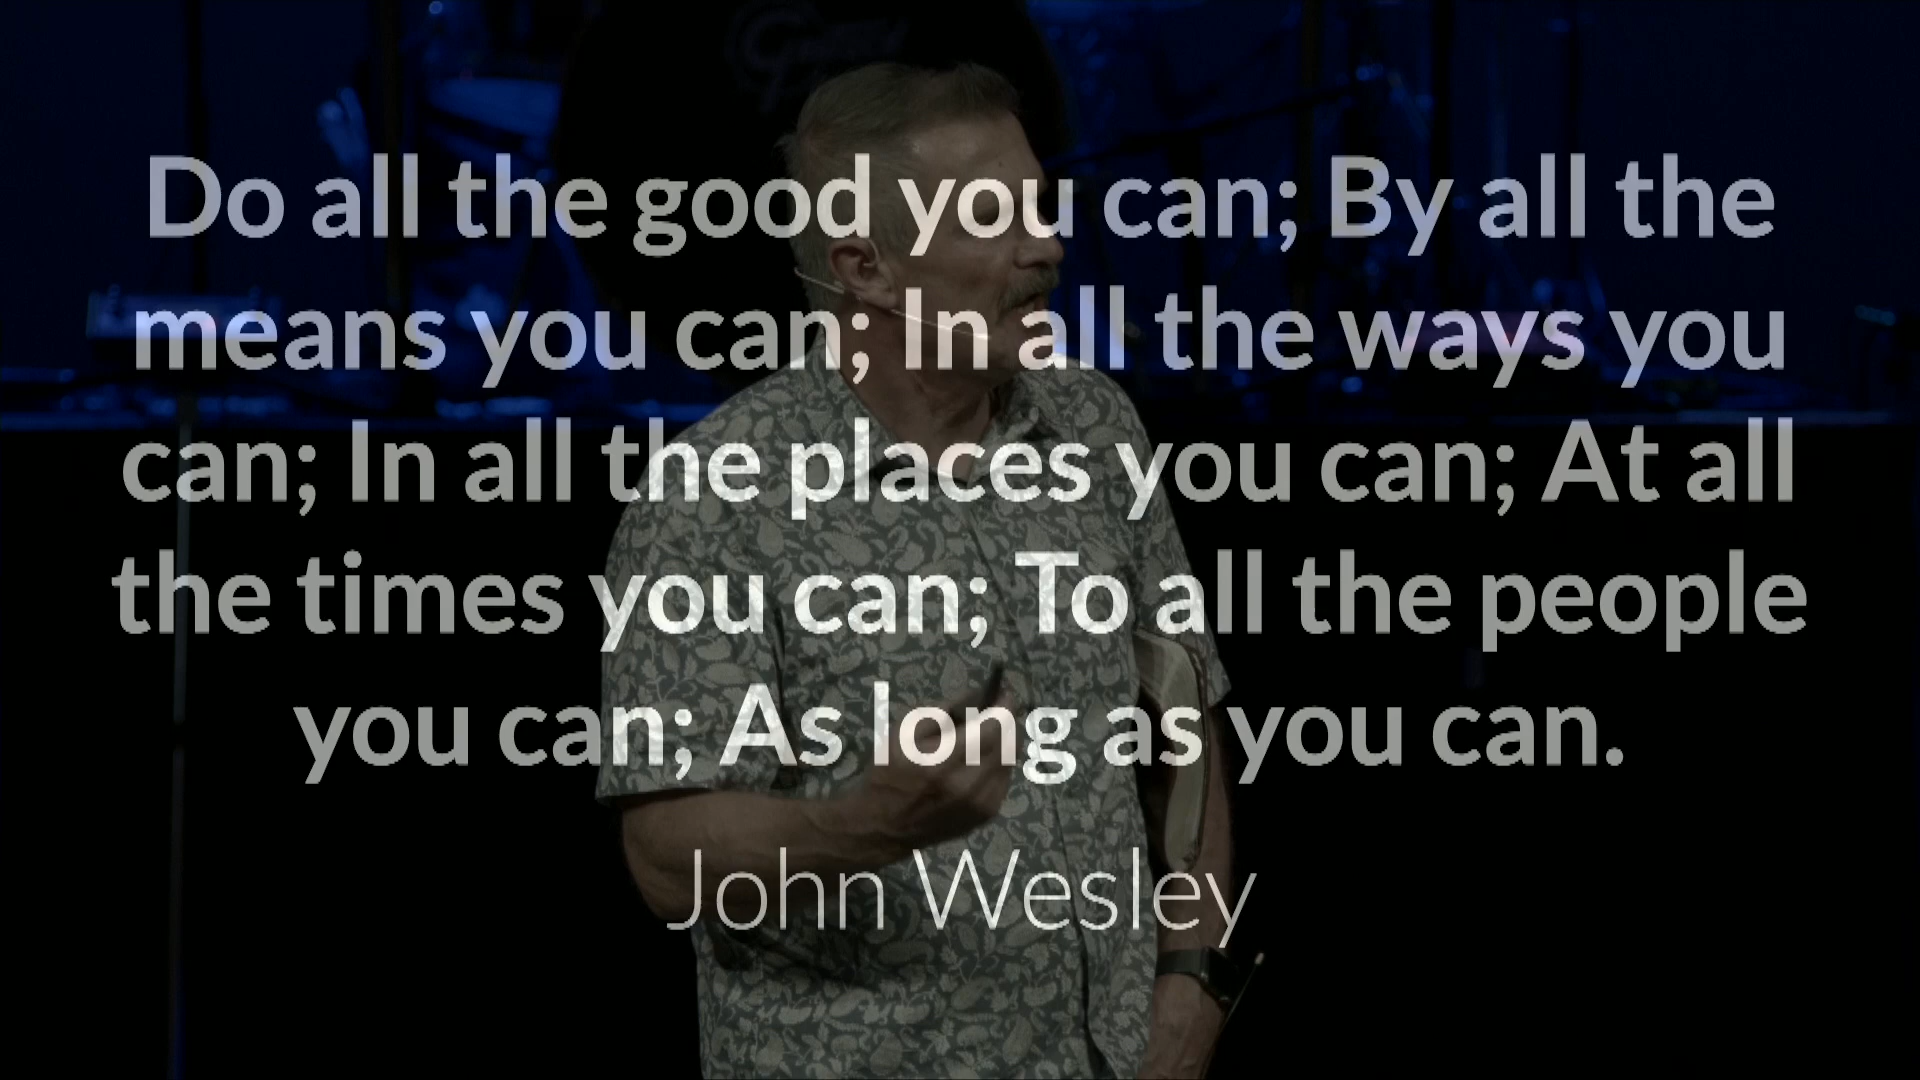 Do all the good you can; By all the
means you can; In all the ways you
can; In all the places you can; At all
the times you can; To all the people
you can; As long as you can.
John Wesley